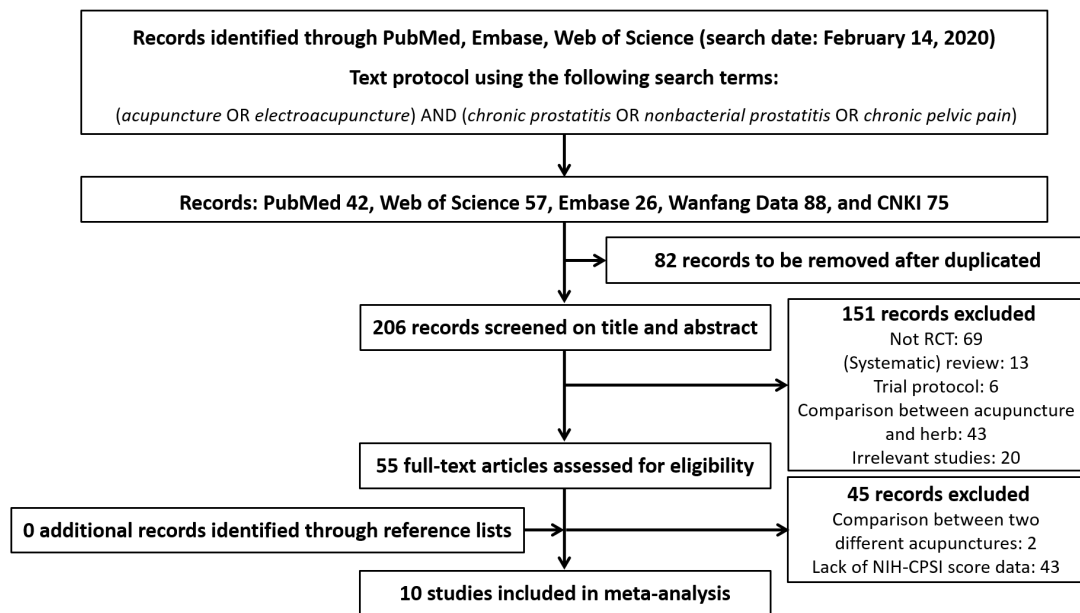 Records identified through PubMed, Embase, Web of Science (search date: February 14, 2020)
Text protocol using the following search terms:
(acupuncture OR electroacupuncture) AND (chronic prostatitis OR nonbacterial prostatitis OR chronic pelvic pain)
Records: PubMed 42, Web of Science 57, Embase 26, Wanfang Data 88, and CNKI 75
82 records to be removed after duplicated
206 records screened on title and abstract
151 records excluded
Not RCT: 69
(Systematic) review: 13
Trial protocol: 6
Comparison between acupuncture
and herb: 43
Irrelevant studies: 20
55 full-text articles assessed for eligibility
45 records excluded
Comparison between two
different acupunctures: 2
Lack of NIH-CPSI score data: 43
0 additional records identified through reference lists
10 studies included in meta-analysis